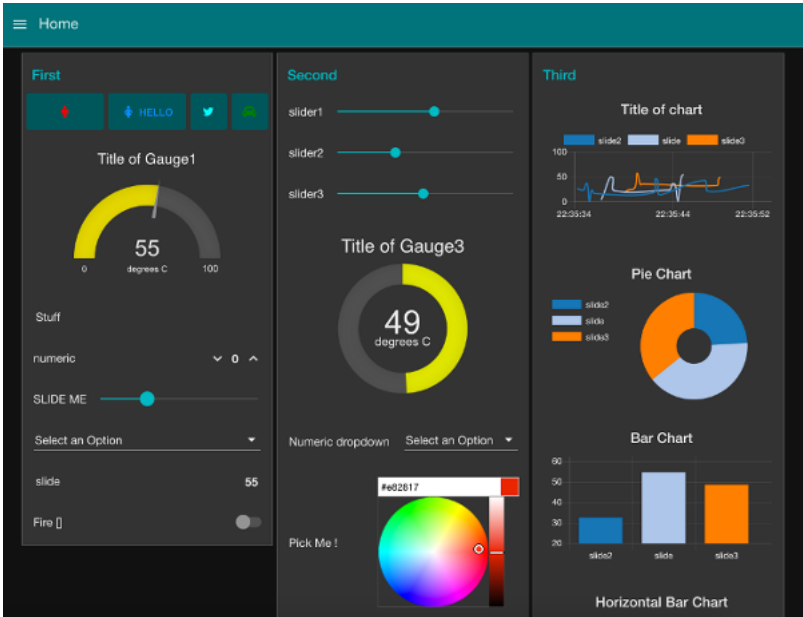 Home
First
HELLO
Title of Gauge1
55
degrees C
0
100
Stuff
numeric
0
SLIDE ME
Select an Option
slide
55
Fire []
Second
slider1
slider2
slider3
Title of Gauge3
49
degrees C
Numeric dropdown
Select an Option
#e82817
Pick Me !
Third
Title of chart
slide2 slide slide3
100
50
0
22:35:34 22:35:44 22:35:52
Pie Chart
slide2
slide
slide3
Bar Chart
60
50
40
30
20
slide2 slide slide3
Horizontal Bar Chart